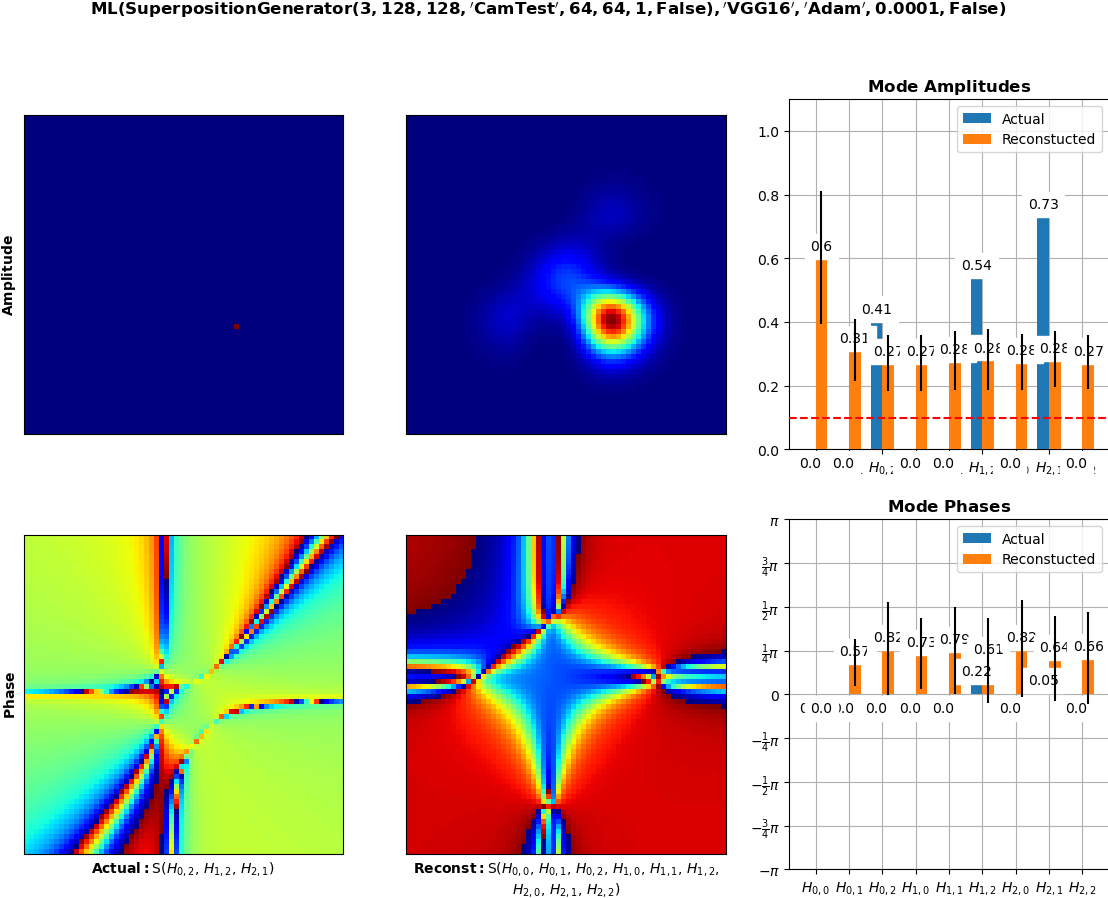 ML(SuperpositionGenerator(3, 128, 128, ′CamTest′, 64, 64, 1, False), ′VGG16′, ′Adam′, 0.0001, False)
Mode Amplitudes
Actual
Reconstucted
1.0
0.8
0.6
0.4
0.2
0.0
0.6
0.31
0.41
0.27
0.27
0.28
0.54
0.28
0.28
0.73
0.28
0.27
0.0
0.0
0.0
0.0
0.0
0.0
Amplitude
Mode Phases
Actual
Reconstucted
π
3/4 π
1/2 π
1/4 π
0
−1/4 π
−1/2 π
−3/4 π
−π
0.57
0.82
0.73
0.79
0.22
0.61
0.82
0.05
0.64
0.66
0.0
0.0
0.0
0.0
0.0
0.0
H0,0 H0,1 H0,2 H1,0 H1,1 H1,2 H2,0 H2,1 H2,2
Phase
Actual: S(H0,2, H1,2, H2,1)
Reconst: S(H0,0, H0,1, H0,2, H1,0, H1,1, H1,2,
H2,0, H2,1, H2,2)